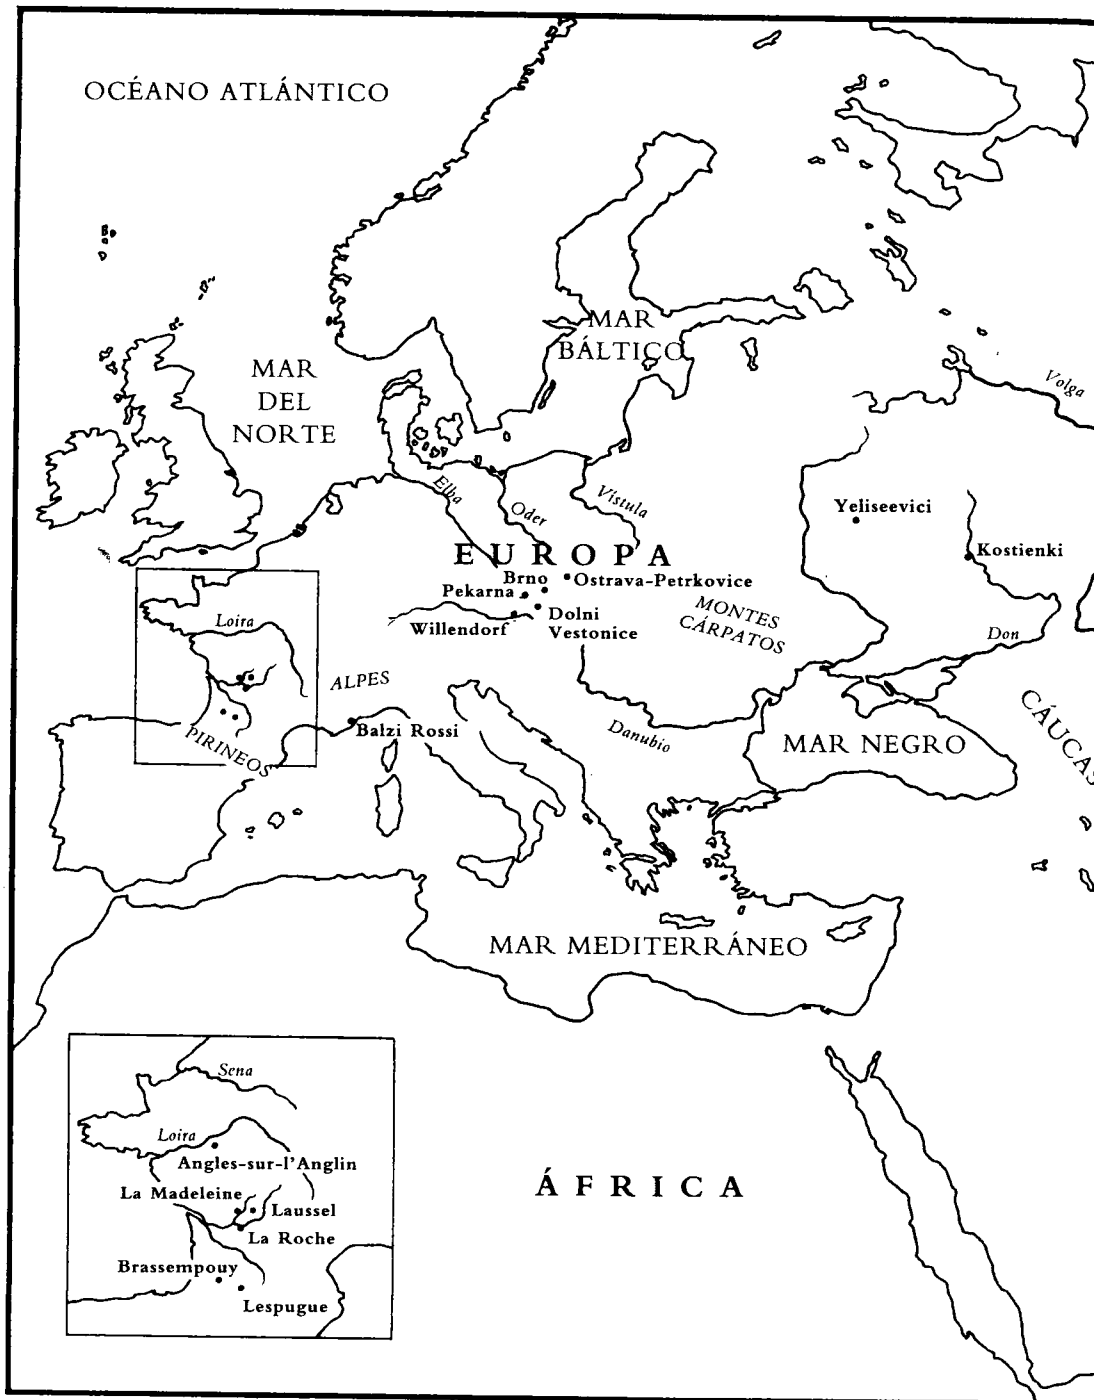 OCÉANO ATLÁNTICO
MAR
BÁLTICO
MAR
DEL
NORTE
Volga
Elba
Oder
Vístula
Yeliseevici
EUROPA
Kostienki
Brno
Ostrava-Petrkovice
Pekarna
MONTES
CÁRPATOS
Willendorf
Dolni
Vestonice
Loira
Don
ALPES
CÁUCAS
PIRINEOS
Balzi Rossi
Danubio
MAR NEGRO
MAR MEDITERRÁNEO
Sena
Loira
Angles-sur-l'Anglin
La Madeleine
Laussel
La Roche
Brassempouy
Lespugue
ÁFRICA